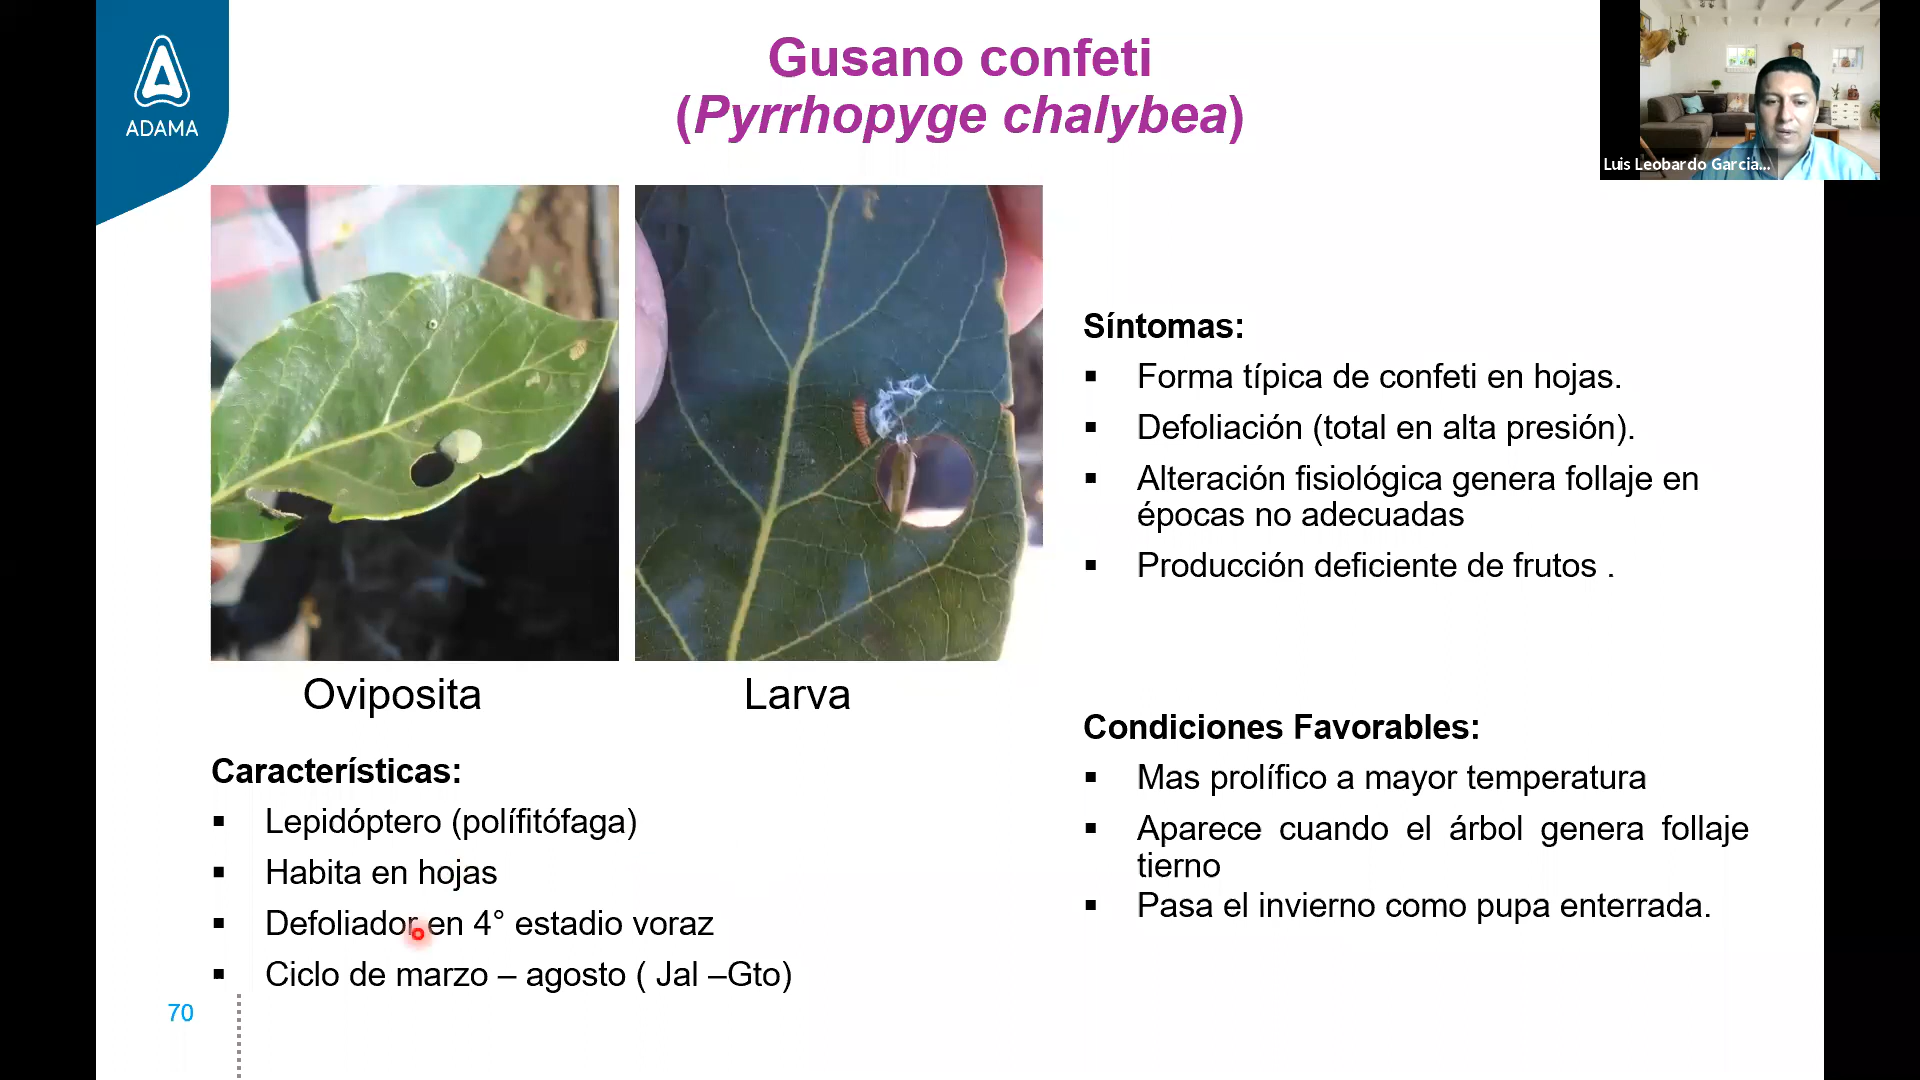 ADAMA
Gusano confeti
(Pyrrhopyge chalybea)
Luis Leobardo Garcia...
Oviposita
Larva
Características:
▪ Lepidóptero (polífitófaga)
▪ Habita en hojas
▪ Defoliador en 4° estadio voraz
▪ Ciclo de marzo – agosto ( Jal –Gto)
Síntomas:
▪ Forma típica de confeti en hojas.
▪ Defoliación (total en alta presión).
▪ Alteración fisiológica genera follaje en
épocas no adecuadas
▪ Producción deficiente de frutos .
Condiciones Favorables:
▪ Mas prolífico a mayor temperatura
▪ Aparece cuando el árbol genera follaje
tierno
▪ Pasa el invierno como pupa enterrada.
70